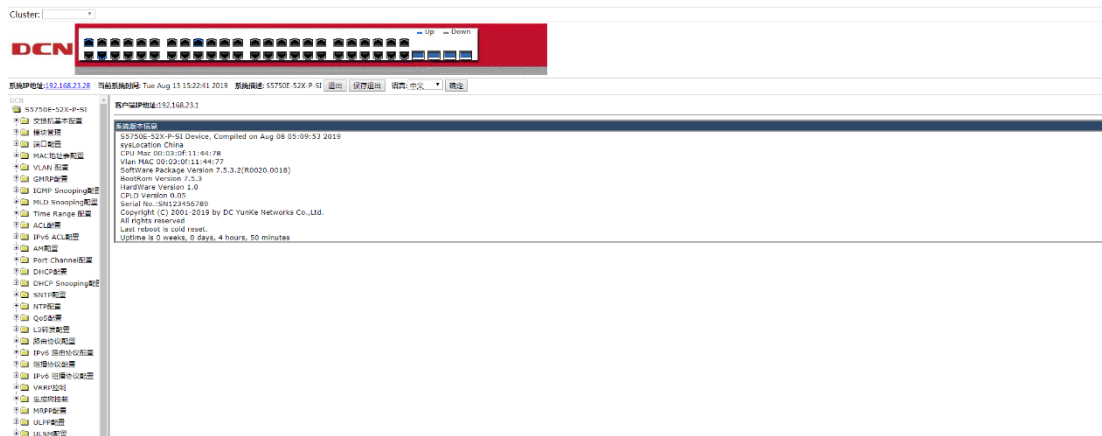 Cluster:
Up Down
DCN
系统IP地址:192.168.23.28 当前系统时间: Tue Aug 13 15:22:41 2019 系统描述: S5750E-52X-P-SI 退出 保存退出 语言: 中文 确定
DCN
S5750E-52X-P-SI
交换机基本配置
模块管理
端口配置
MAC地址表配置
VLAN 配置
GMRP配置
IGMP Snooping配置
MLD Snooping配置
Time Range 配置
ACL配置
IPv6 ACL配置
AM配置
Port Channel配置
DHCP配置
DHCP Snooping配置
SNTP配置
NTP配置
QoS配置
L3转发配置
路由协议配置
IPv6 路由协议配置
组播协议配置
IPv6 组播协议配置
VRRP控制
生成树控制
MRPP配置
ULPP配置
ULSM配置
客户端IP地址:192.168.23.1
系统版本信息
S5750E-52X-P-SI Device, Compiled on Aug 08 05:09:53 2019
sysLocation China
CPU Mac 00:03:0f:11:44:78
Vlan MAC 00:03:0f:11:44:77
SoftWare Package Version 7.5.3.2(R0020.0018)
BootRom Version 7.5.3
HardWare Version 1.0
CPLD Version 0.05
Serial No.:SN123456789
Copyright (C) 2001-2019 by DC YunKe Networks Co.,Ltd.
All rights reserved
Last reboot is cold reset.
Uptime is 0 weeks, 0 days, 4 hours, 50 minutes